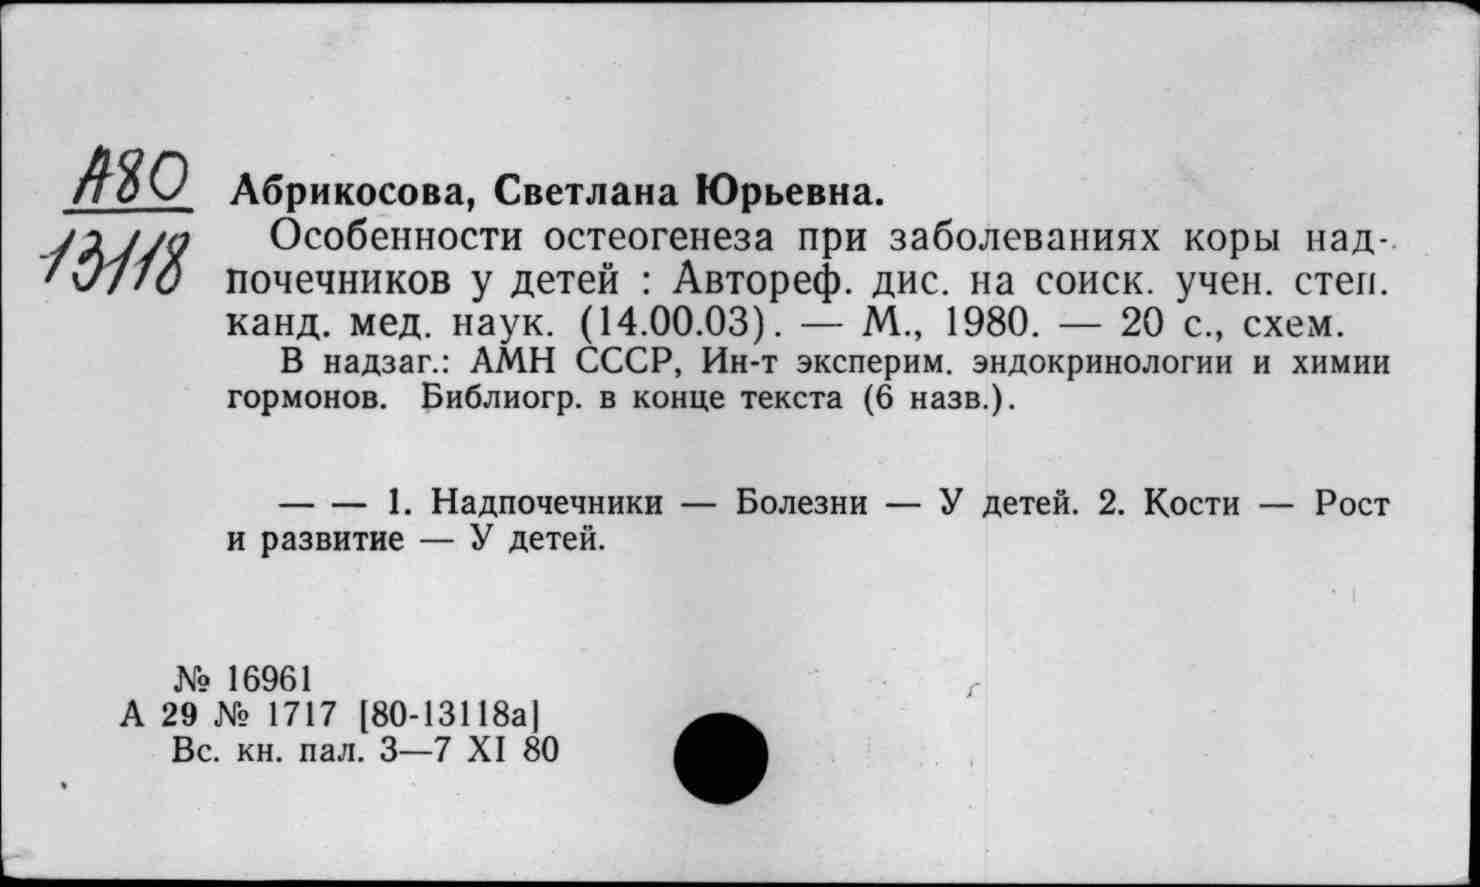 А80
13118
Абрикосова, Светлана Юрьевна.
Особенности остеогенеза при заболеваниях коры над-
почечников у детей : Автореф. дис. на соиск. учен. степ.
канд. мед. наук. (14.00.03). — М., 1980. — 20 с., схем.
В надзаг.: АМН СССР, Ин-т эксперим. эндокринологии и химии
гормонов. Библиогр. в конце текста (6 назв.).
— — 1. Надпочечники — Болезни — У детей. 2. Кости — Рост
и развитие — У детей.
№ 16961
А 29 № 1717 [80-13118а]
Вс. кн. пал. 3—7 XI 80